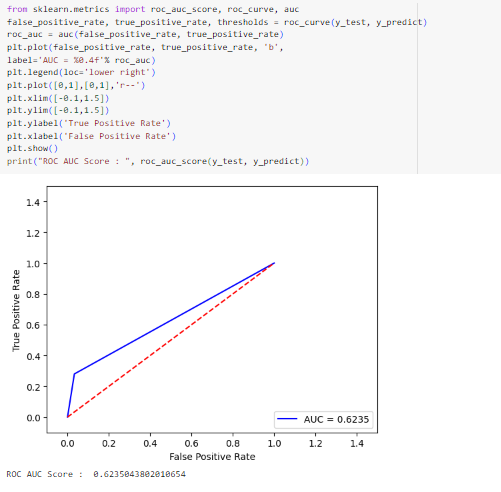 from sklearn.metrics import roc_auc_score, roc_curve, auc
false_positive_rate, true_positive_rate, thresholds = roc_curve(y_test, y_predict)
roc_auc = auc(false_positive_rate, true_positive_rate)
plt.plot(false_positive_rate, true_positive_rate, 'b',
label='AUC = %0.4f'% roc_auc)
plt.legend(loc='lower right')
plt.plot([0,1],[0,1],'r--')
plt.xlim([-0.1,1.5])
plt.ylim([-0.1,1.5])
plt.ylabel('True Positive Rate')
plt.xlabel('False Positive Rate')
plt.show()
print("ROC AUC Score : ", roc_auc_score(y_test, y_predict))
1.4
1.2
1.0
0.8
0.6
0.4
0.2
0.0
True Positive Rate
AUC = 0.6235
0.0 0.2 0.4 0.6 0.8 1.0 1.2 1.4
False Positive Rate
ROC AUC Score :  0.6235043802010654